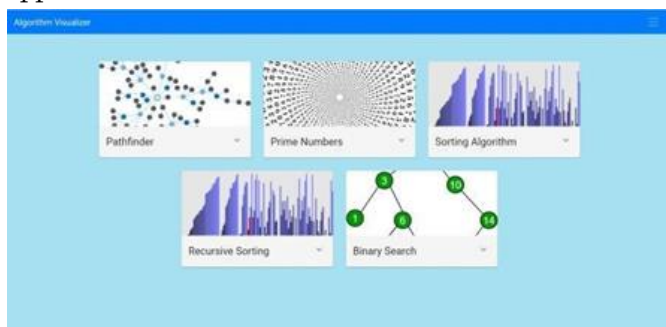 Algorithm Visualizer
Pathfinder
Prime Numbers
Sorting Algorithm
Recursive Sorting
Binary Search
3
10
1
6
14